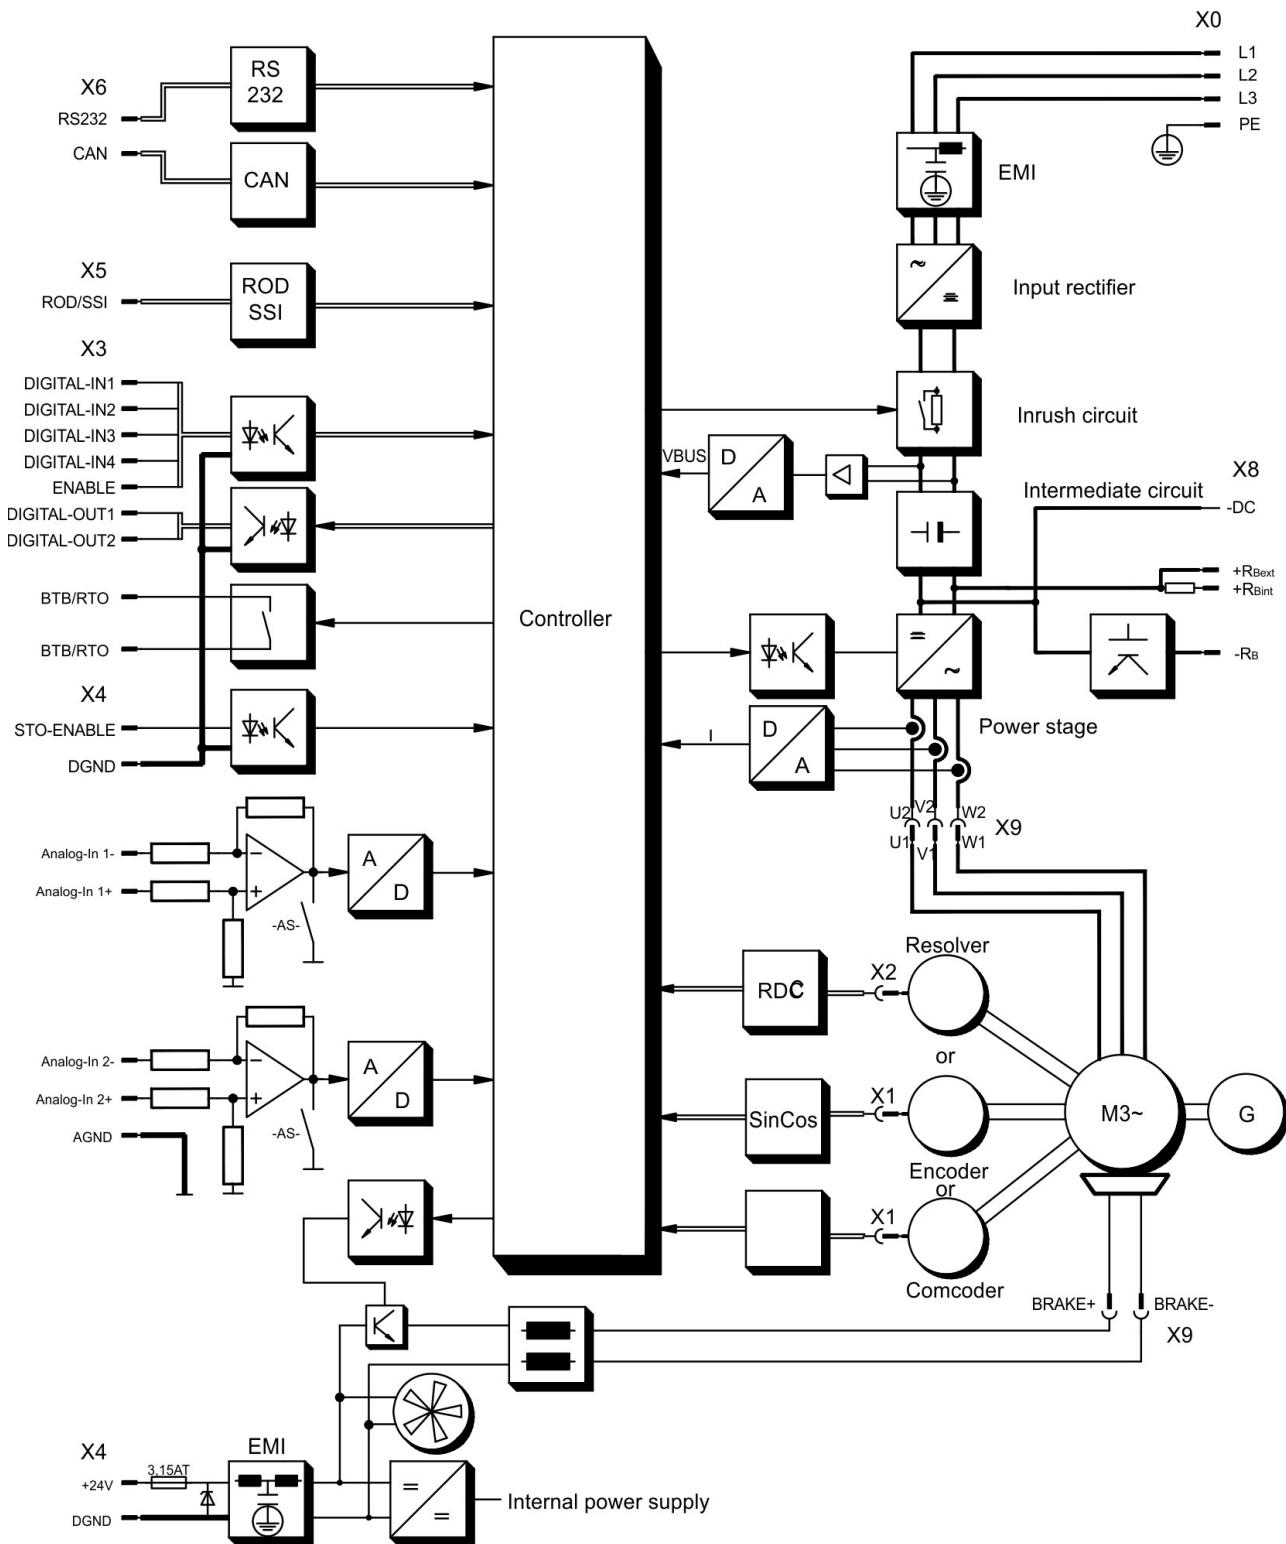 X0
L1
L2
L3
PE
X6
RS232
CAN
RS
232
CAN
X5
ROD/SSI
ROD
SSI
X3
DIGITAL-IN1
DIGITAL-IN2
DIGITAL-IN3
DIGITAL-IN4
ENABLE
DIGITAL-OUT1
DIGITAL-OUT2
BTB/RTO
BTB/RTO
X4
STO-ENABLE
DGND
Analog-In 1-
Analog-In 1+
-AS-
A
D
Analog-In 2-
Analog-In 2+
AGND
-AS-
A
D
Controller
EMI
Input rectifier
Inrush circuit
VBUS
D
A
Intermediate circuit
X8
-DC
+RBext
+RBint
-RB
Power stage
I
D
A
U2
V2
W2
X9
U1
V1
W1
Resolver
RDC
X2
or
SinCos
X1
Encoder
or
X1
Comcoder
M3~
G
BRAKE+
BRAKE-
X9
X4
EMI
3,15AT
+24V
DGND
Internal power supply